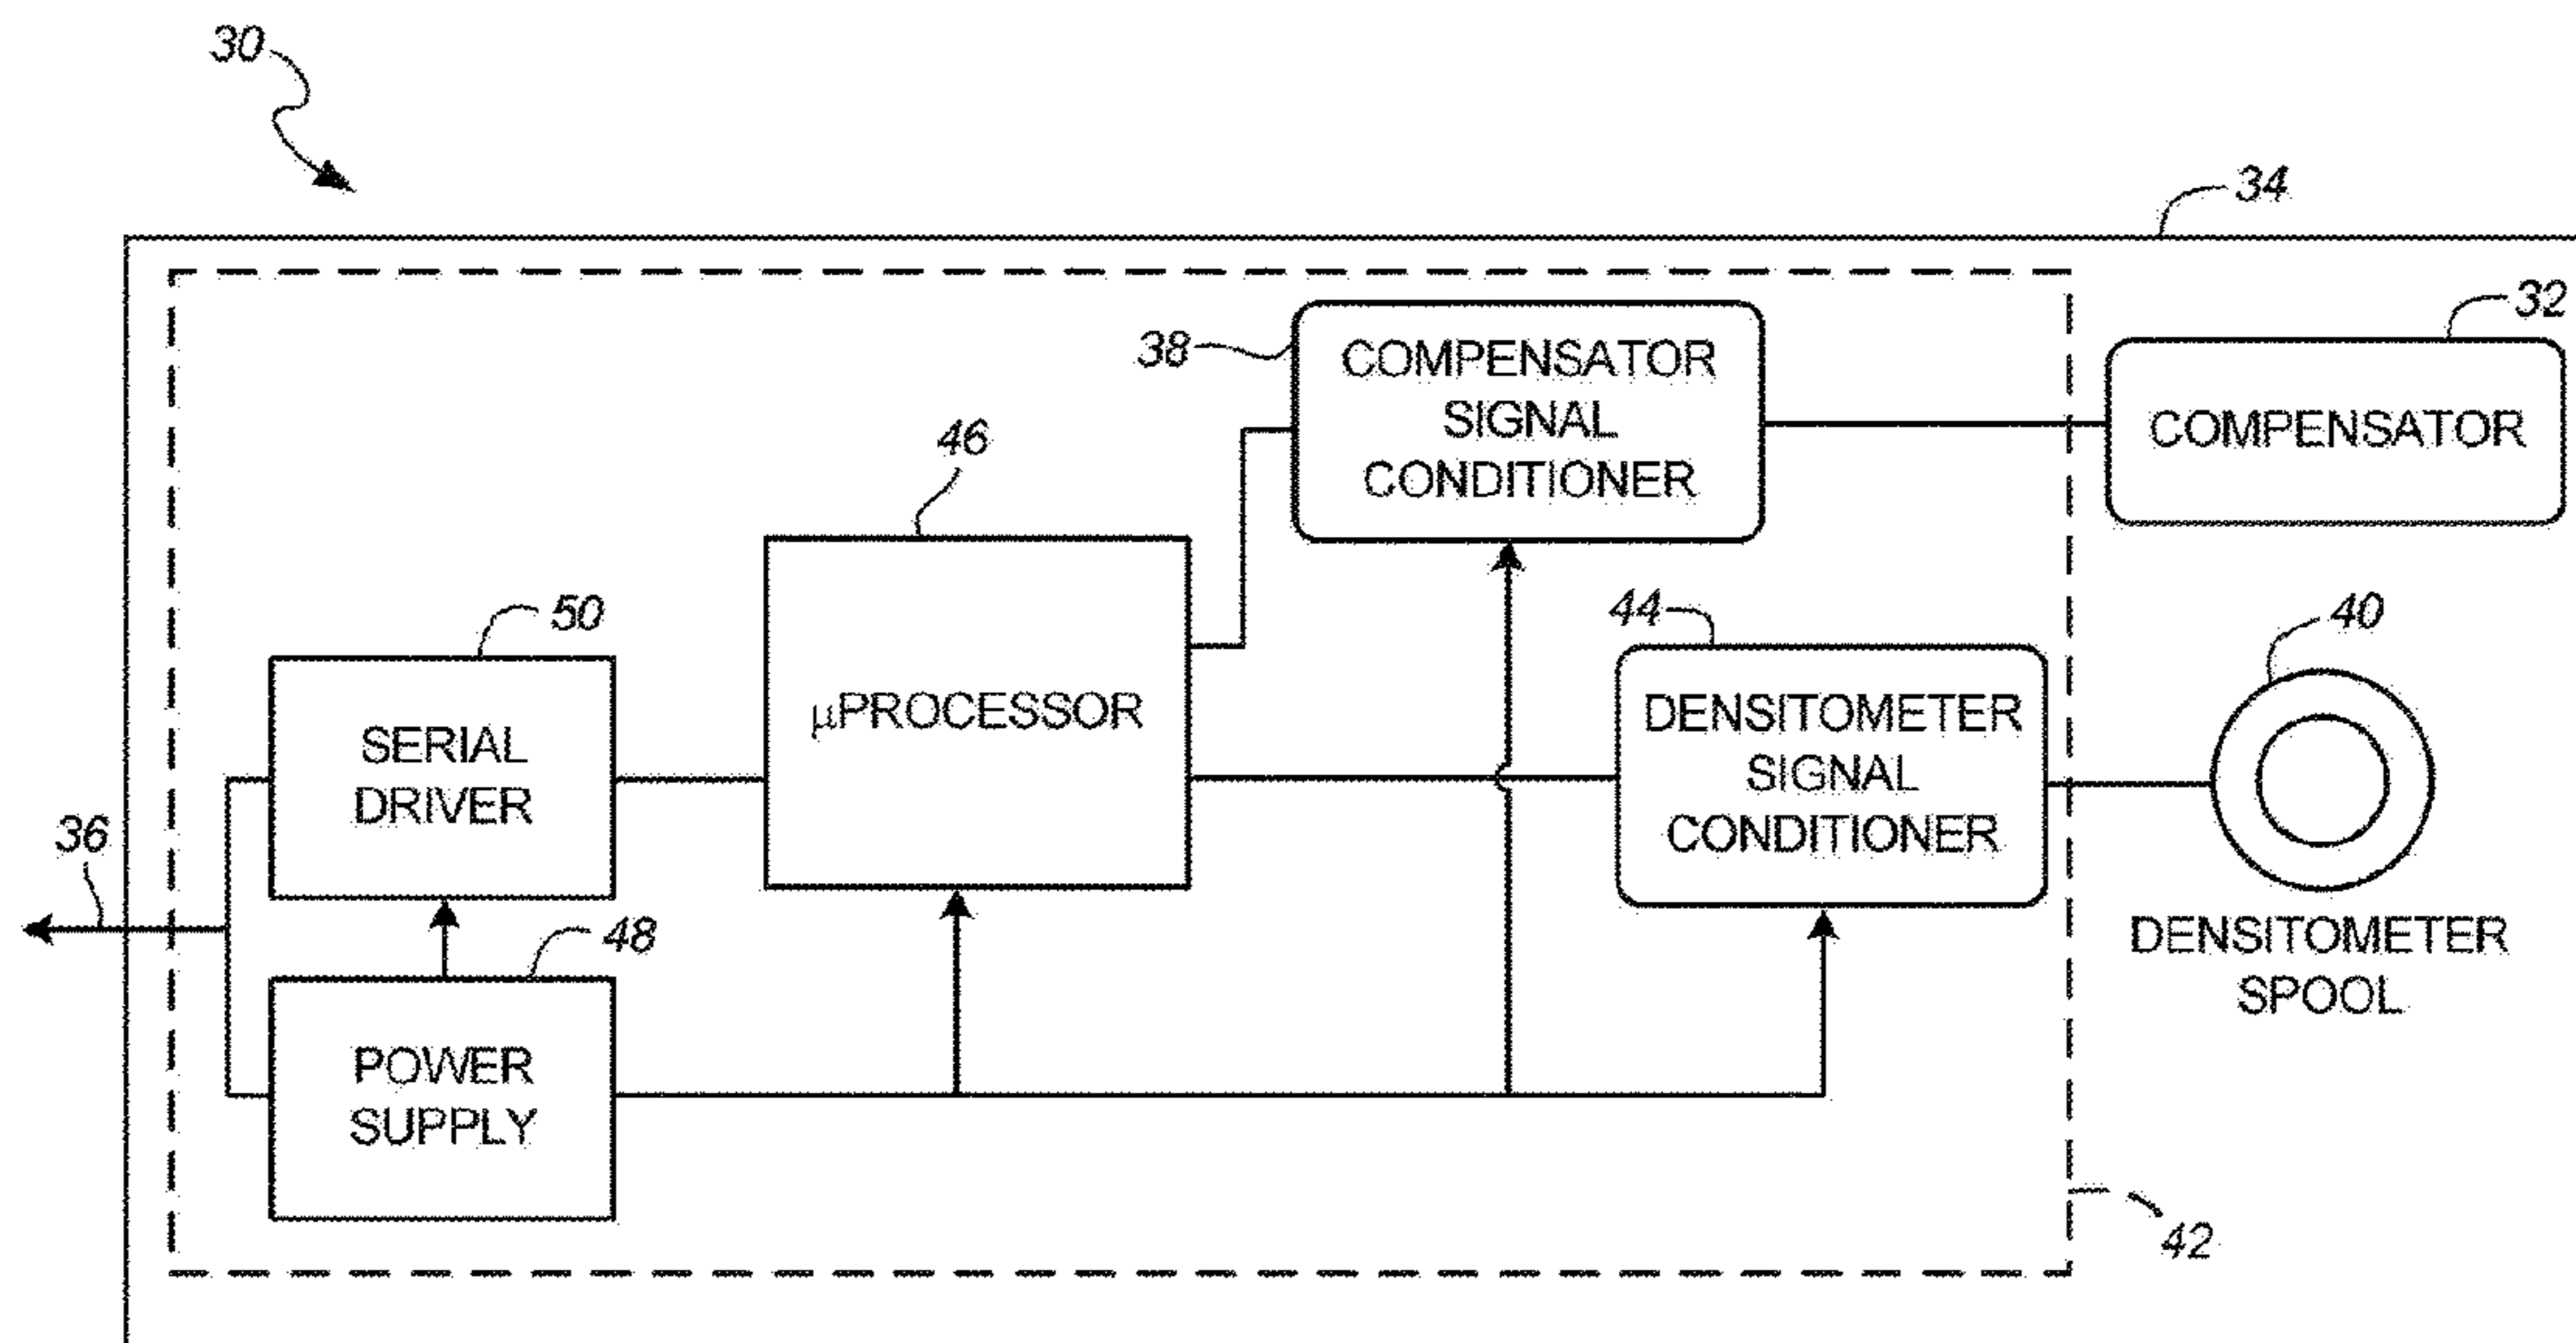 30
34
32
38
COMPENSATOR
SIGNAL
CONDITIONER
COMPENSATOR
46
50
44
40
μPROCESSOR
DENSITOMETER
SIGNAL
CONDITIONER
SERIAL
DRIVER
36
48
DENSITOMETER
SPOOL
POWER
SUPPLY
42